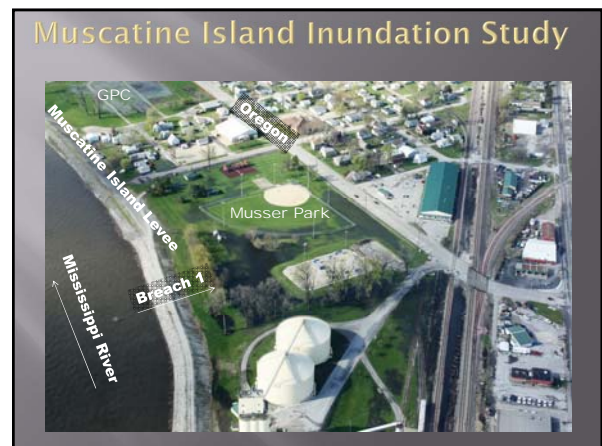 Muscatine Island Inundation Study
GPC
Oregon
Muscatine Island Levee
Musser Park
Breach 1
Mississippi River